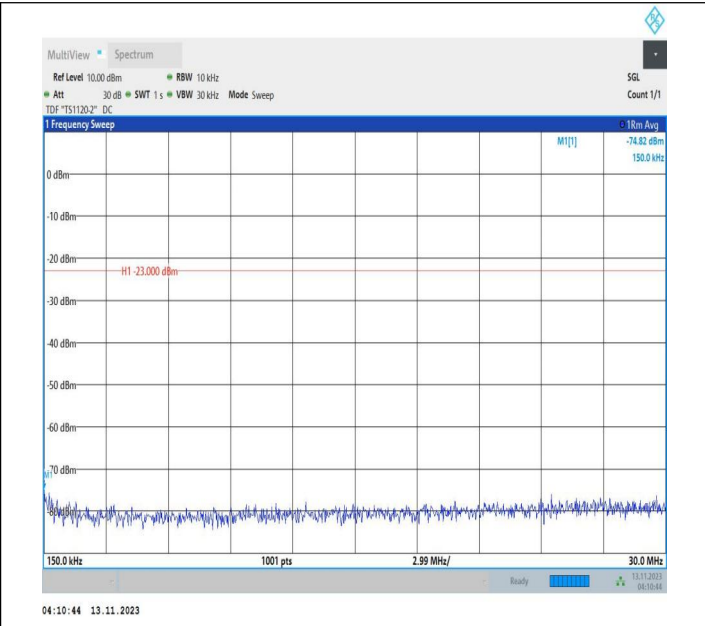 R&S
MultiView Spectrum
Ref Level 10.00 dBm RBW 10 kHz SGL
Att 30 dB SWT 1 s VBW 30 kHz Mode Sweep Count 1/1
TDF "TS1120-2" DC
1 Frequency Sweep 1Rm Avg
M1[1] -74.82 dBm
150.0 kHz
0 dBm
-10 dBm
-20 dBm
H1 -23.000 dBm
-30 dBm
-40 dBm
-50 dBm
-60 dBm
-70 dBm
M1
-80 dBm
150.0 kHz 1001 pts 2.99 MHz/ 30.0 MHz
Ready 13.11.2023
04:10:44
04:10:44 13.11.2023